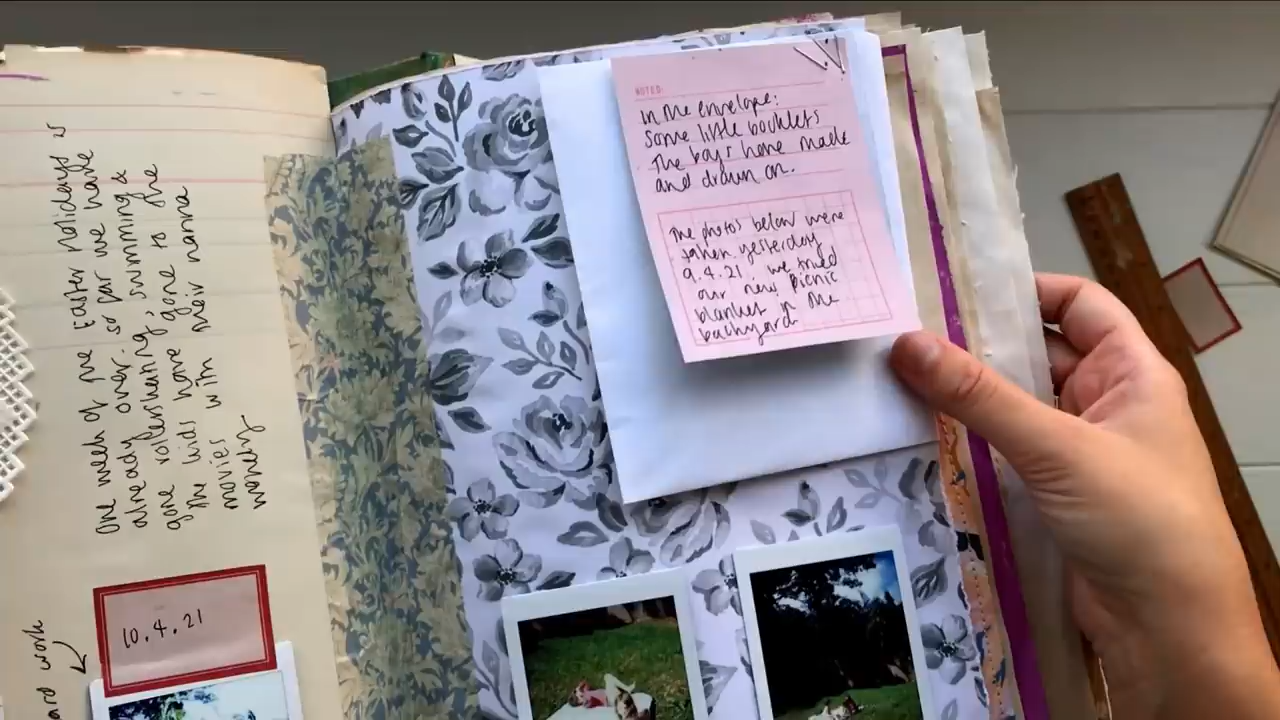 One week of the Easter holidays is
already over. so far we have
gone rollerskating, swimming &
The kids have gone to the
movies with their nanna
10.4.21
work
NOTED:
In the envelope:
Some little booklets
The boys have made
and drawn on.
The photos below were
taken yesterday
9.4.21, we tried
our new picnic
blanket in the
backyard